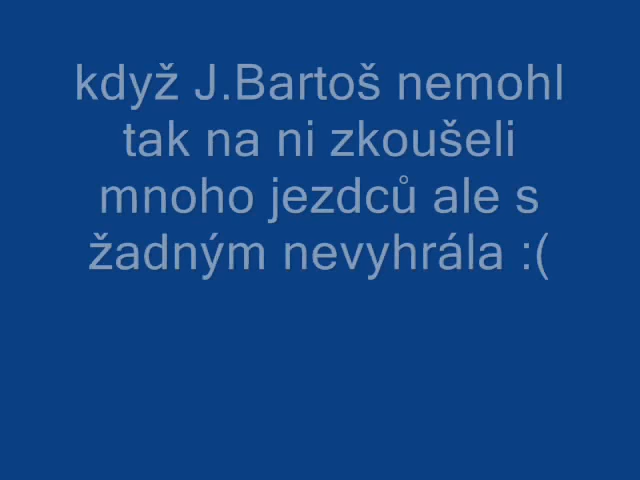 když J.Bartoš nemohl
tak na ni zkoušeli
mnoho jezdců ale s
žadným nevyhrála :(